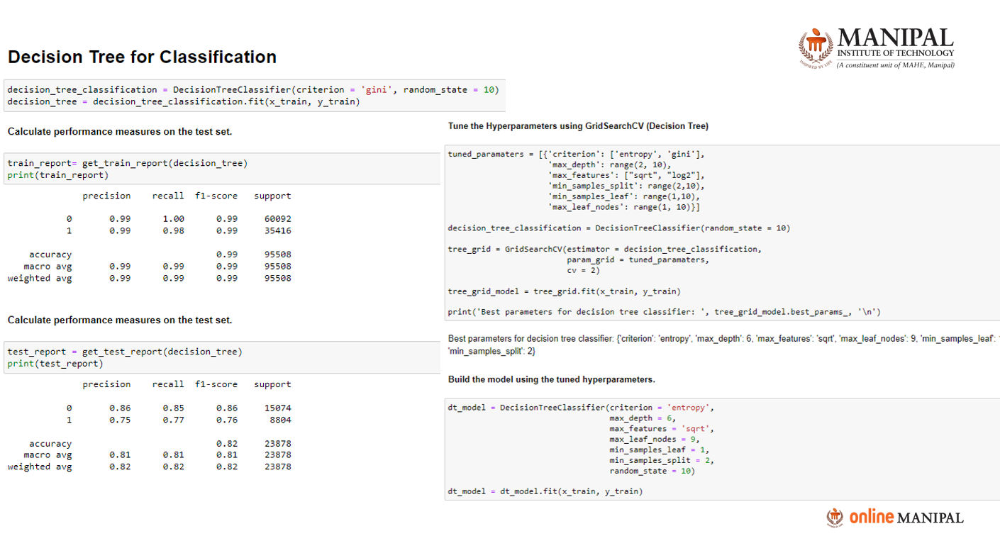 MANIPAL
INSTITUTE OF TECHNOLOGY
(A constituent unit of MAHE, Manipal)
INSPIRED BY LIFE
Decision Tree for Classification
decision_tree_classification = DecisionTreeClassifier(criterion = 'gini', random_state = 10)
decision_tree = decision_tree_classification.fit(x_train, y_train)
Calculate performance measures on the test set.
train_report= get_train_report(decision_tree)
print(train_report)
precision recall f1-score support
0 0.99 1.00 0.99 60092
1 0.99 0.98 0.99 35416
accuracy 0.99 95508
macro avg 0.99 0.99 0.99 95508
weighted avg 0.99 0.99 0.99 95508
Calculate performance measures on the test set.
test_report = get_test_report(decision_tree)
print(test_report)
precision recall f1-score support
0 0.86 0.85 0.86 15074
1 0.75 0.77 0.76 8804
accuracy 0.82 23878
macro avg 0.81 0.81 0.81 23878
weighted avg 0.82 0.82 0.82 23878
Tune the Hyperparameters using GridSearchCV (Decision Tree)
tuned_paramaters = [{'criterion': ['entropy', 'gini'],
'max_depth': range(2, 10),
'max_features': ["sqrt", "log2"],
'min_samples_split': range(2,10),
'min_samples_leaf': range(1,10),
'max_leaf_nodes': range(1, 10)}]
decision_tree_classification = DecisionTreeClassifier(random_state = 10)
tree_grid = GridSearchCV(estimator = decision_tree_classification,
param_grid = tuned_paramaters,
cv = 2)
tree_grid_model = tree_grid.fit(x_train, y_train)
print('Best parameters for decision tree classifier: ', tree_grid_model.best_params_, '\n')
Best parameters for decision tree classifier: {'criterion': 'entropy', 'max_depth': 6, 'max_features': 'sqrt', 'max_leaf_nodes': 9, 'min_samples_leaf':
'min_samples_split': 2}
Build the model using the tuned hyperparameters.
dt_model = DecisionTreeClassifier(criterion = 'entropy',
max_depth = 6,
max_features = 'sqrt',
max_leaf_nodes = 9,
min_samples_leaf = 1,
min_samples_split = 2,
random_state = 10)
dt_model = dt_model.fit(x_train, y_train)
online MANIPAL